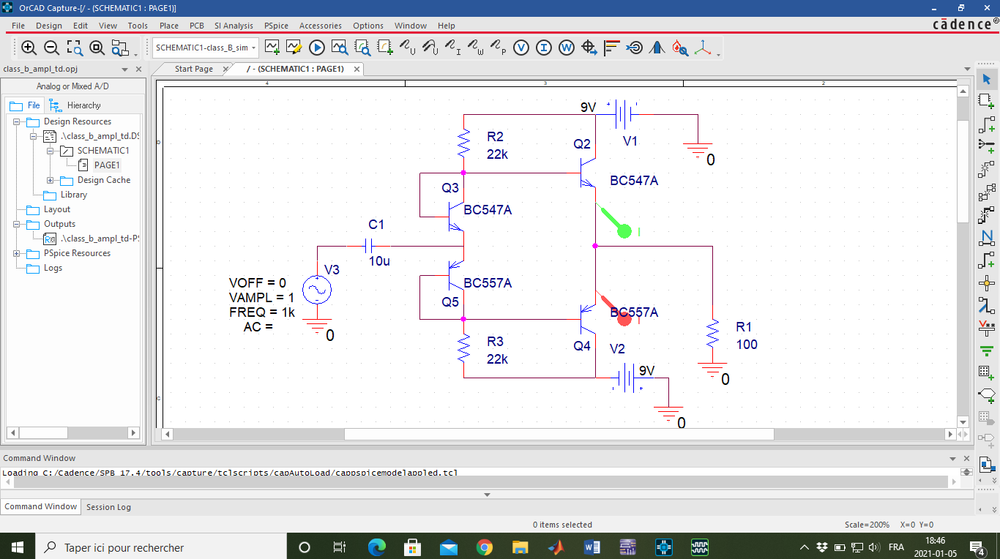 OrCAD Capture-[/ - (SCHEMATIC1 : PAGE1)]
File Design Edit View Tools Place PCB SI Analysis PSpice Accessories Options Window Help
cādence®
SCHEMATIC1-class_B_sim
class_b_ampl_td.opj
Start Page
/ - (SCHEMATIC1 : PAGE1)
Analog or Mixed A/D
File Hierarchy
Design Resources
.\class_b_ampl_td.DS
SCHEMATIC1
PAGE1
Design Cache
Library
Layout
Outputs
.\class_b_ampl_td-PS
PSpice Resources
Logs
4 3 2
D
C
9V
V1
0
R2
22k
Q2
BC547A
Q3
BC547A
I
C1
10u
V3
VOFF = 0
VAMPL = 1
FREQ = 1k
AC =
0
BC557A
Q5
BC557A
I
R3
22k
Q4
V2
9V
0
R1
100
0
Command Window
Loading C:/Cadence/SPB_17.4/tools/capture/tclscripts/capAutoLoad/cappspicemodelappled.tcl
Command Window Session Log
0 items selected
Scale=200% X=0 Y=0
Taper ici pour rechercher
FRA
18:46
2021-01-05
4